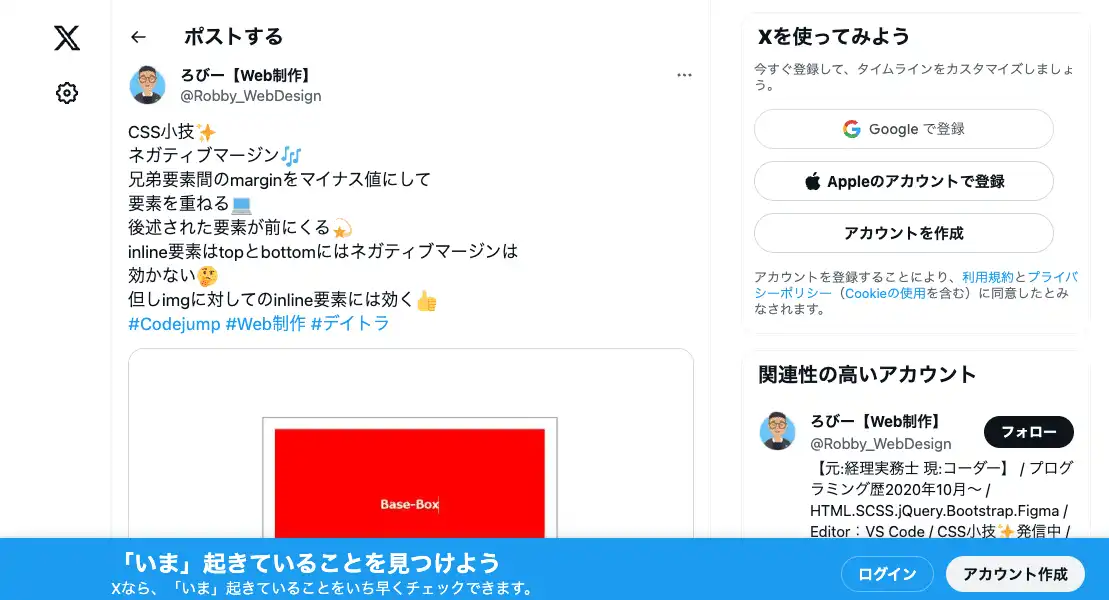 ポストする
ろびー【Web制作】
@Robby_WebDesign
CSS小技✨
ネガティブマージン🎶
兄弟要素間のmarginをマイナス値にして
要素を重ねる💻
後述された要素が前にくる💫
inline要素はtopとbottomにはネガティブマージンは
効かない🤔
但しimgに対してのinline要素には効く👍
#Codejump #Web制作 #デイトラ
Base-Box
Xを使ってみよう
今すぐ登録して、タイムラインをカスタマイズしましょ
う。
Google で登録
Appleのアカウントで登録
アカウントを作成
アカウントを登録することにより、利用規約とプライバ
シーポリシー（Cookieの使用を含む）に同意したとみ
なされます。
関連性の高いアカウント
ろびー【Web制作】
@Robby_WebDesign
フォロー
【元:経理実務士 現:コーダー】 / プログ
ラミング歴2020年10月〜 /
HTML.SCSS.jQuery.Bootstrap.Figma /
Editor：VS Code / CSS小技✨発信中 /
「いま」起きていることを見つけよう
Xなら、「いま」起きていることをいち早くチェックできます。
ログイン
アカウント作成